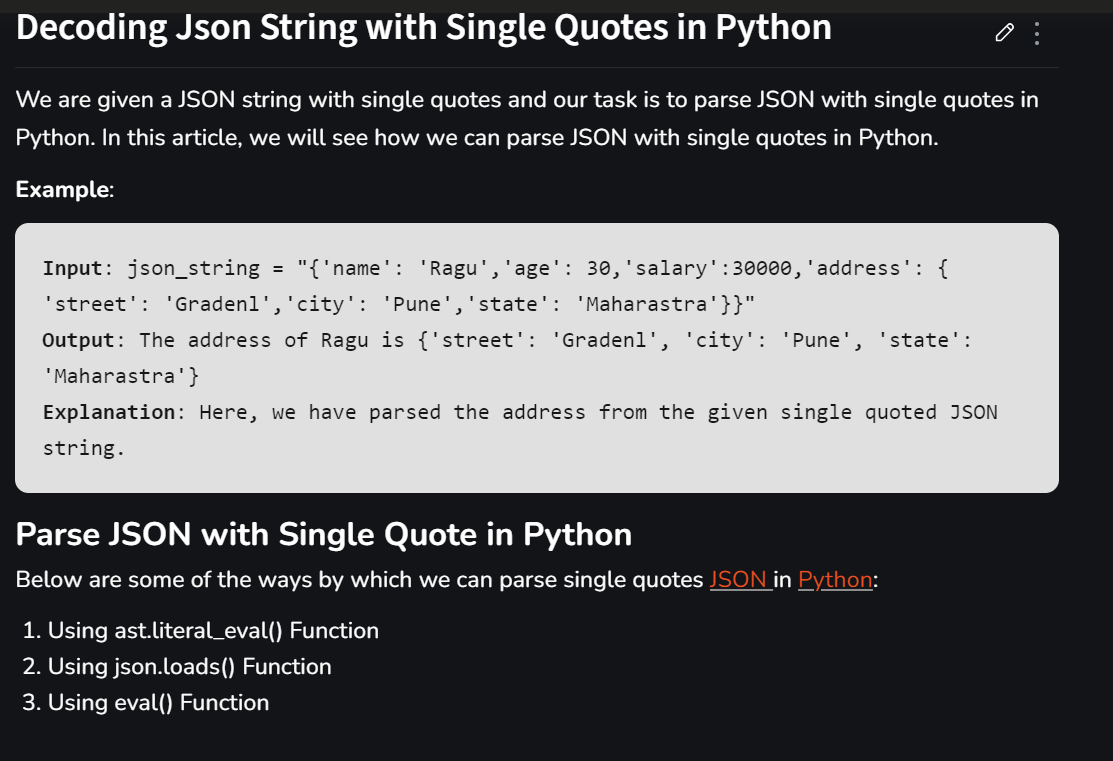 Decoding Json String with Single Quotes in Python
We are given a JSON string with single quotes and our task is to parse JSON with single quotes in
Python. In this article, we will see how we can parse JSON with single quotes in Python.
Example:
Input: json_string = "{'name': 'Ragu','age': 30,'salary':30000,'address': {
'street': 'Gradenl','city': 'Pune','state': 'Maharastra'}}"
Output: The address of Ragu is {'street': 'Gradenl', 'city': 'Pune', 'state':
'Maharastra'}
Explanation: Here, we have parsed the address from the given single quoted JSON
string.
Parse JSON with Single Quote in Python
Below are some of the ways by which we can parse single quotes JSON in Python:
1. Using ast.literal_eval() Function
2. Using json.loads() Function
3. Using eval() Function